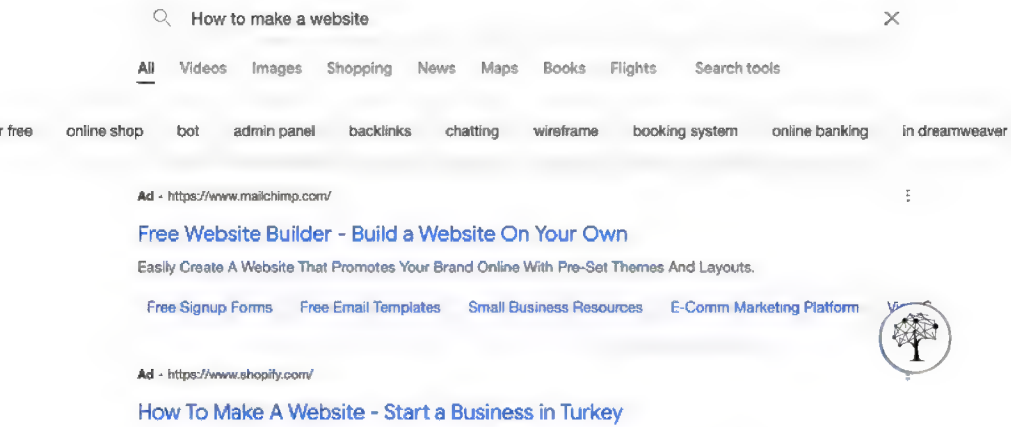 How to make a website
All Videos Images Shopping News Maps Books Flights Search tools
free online shop bot admin panel backlinks chatting wireframe booking system online banking in dreamweaver
Ad - https://www.mailchimp.com/
Free Website Builder - Build a Website On Your Own
Easily Create A Website That Promotes Your Brand Online With Pre-Set Themes And Layouts.
Free Signup Forms Free Email Templates Small Business Resources E-Comm Marketing Platform
Ad - https://www.shopify.com/
How To Make A Website - Start a Business in Turkey